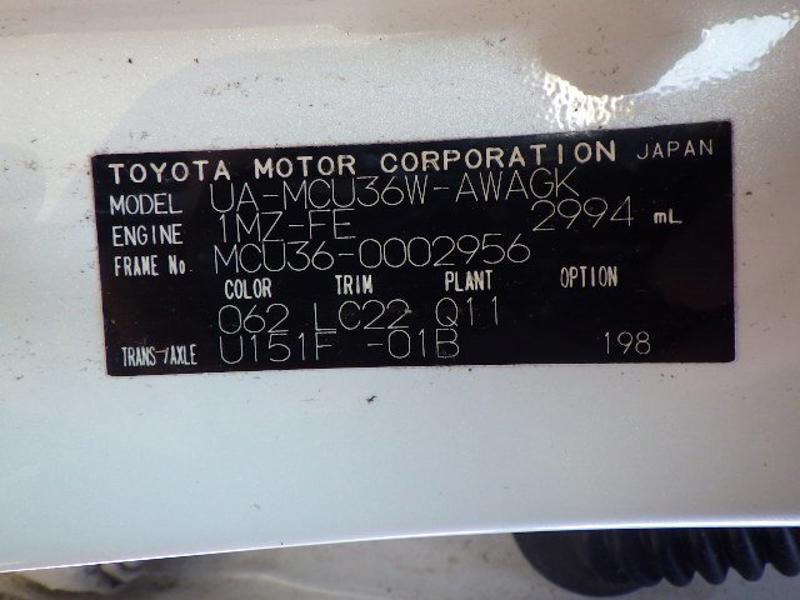 TOYOTA MOTOR CORPORATION JAPAN
MODEL UA-MCU36W-AWAGK
ENGINE 1MZ-FE 2994 mL
FRAME No MCU36-0002956
COLOR TRIM PLANT OPTION
062 LC22 Q11
TRANS/AXLE U151F -01B 198